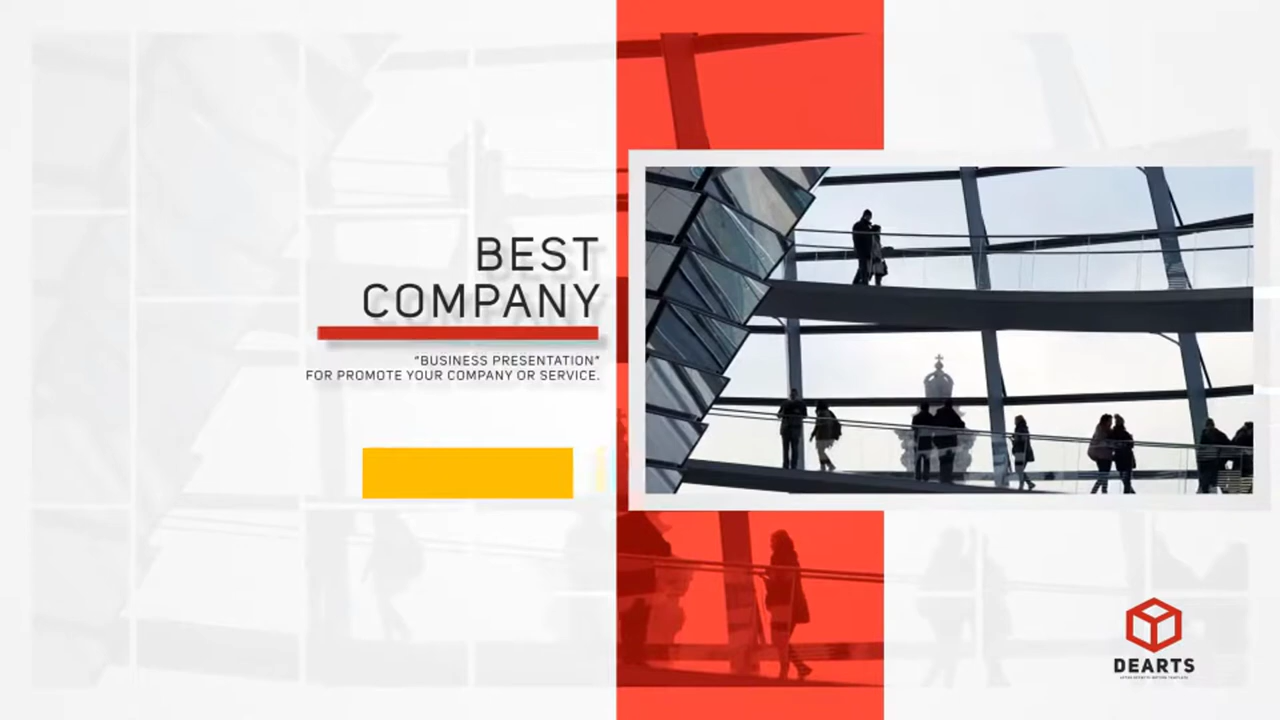 BEST
COMPANY
“BUSINESS PRESENTATION”
FOR PROMOTE YOUR COMPANY OR SERVICE.
DEARTS